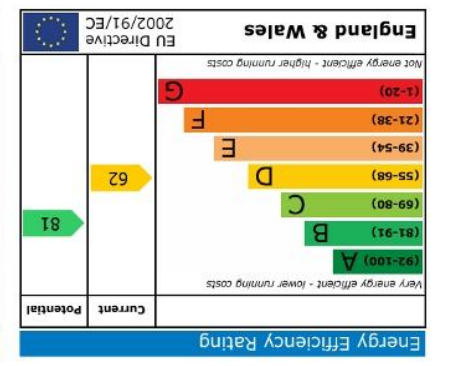 Energy Efficiency Rating
Current Potential
Very energy efficient - lower running costs
(92-100) A
(81-91) B
(69-80) C
(55-68) D
(39-54) E
(21-38) F
(1-20) G
62
81
Not energy efficient - higher running costs
England & Wales
EU Directive
2002/91/EC